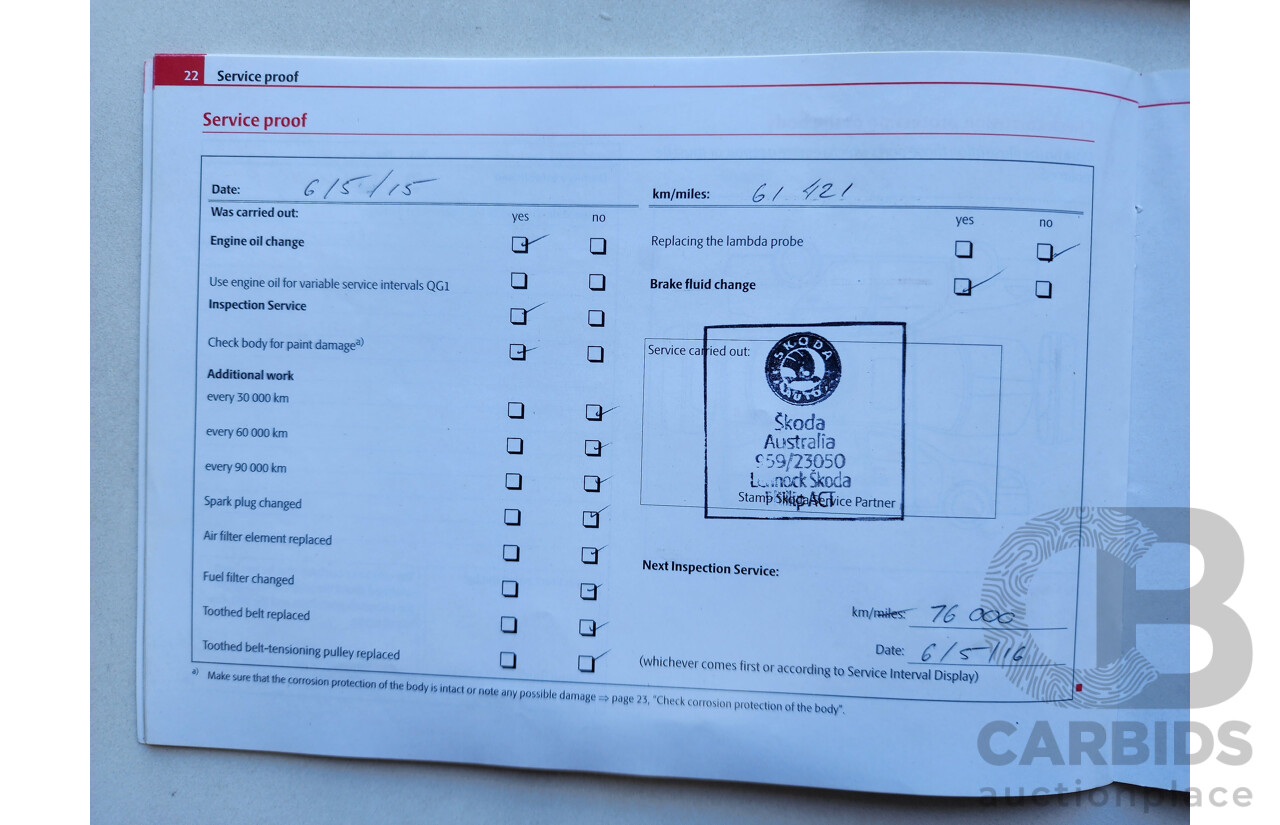 22 Service proof
Service proof
Date: 6/5/15
km/miles: 61 421
Was carried out:
yes no
yes no
Engine oil change
Replacing the lambda probe
Use engine oil for variable service intervals QG1
Brake fluid change
Inspection Service
Check body for paint damage a)
Service carried out:
ŠKODA
AUTO
Škoda
Australia
959/23050
Škoda
Phillip ACT
Stamp Škoda Service Partner
Additional work
every 30 000 km
every 60 000 km
every 90 000 km
Spark plug changed
Air filter element replaced
Fuel filter changed
Toothed belt replaced
Toothed belt-tensioning pulley replaced
Next Inspection Service:
km/miles: 76 000
Date: 6/5/16
(whichever comes first or according to Service Interval Display)
a) Make sure that the corrosion protection of the body is intact or note any possible damage ⇒ page 23, "Check corrosion protection of the body".
CB
CARBIDS
auctionplace